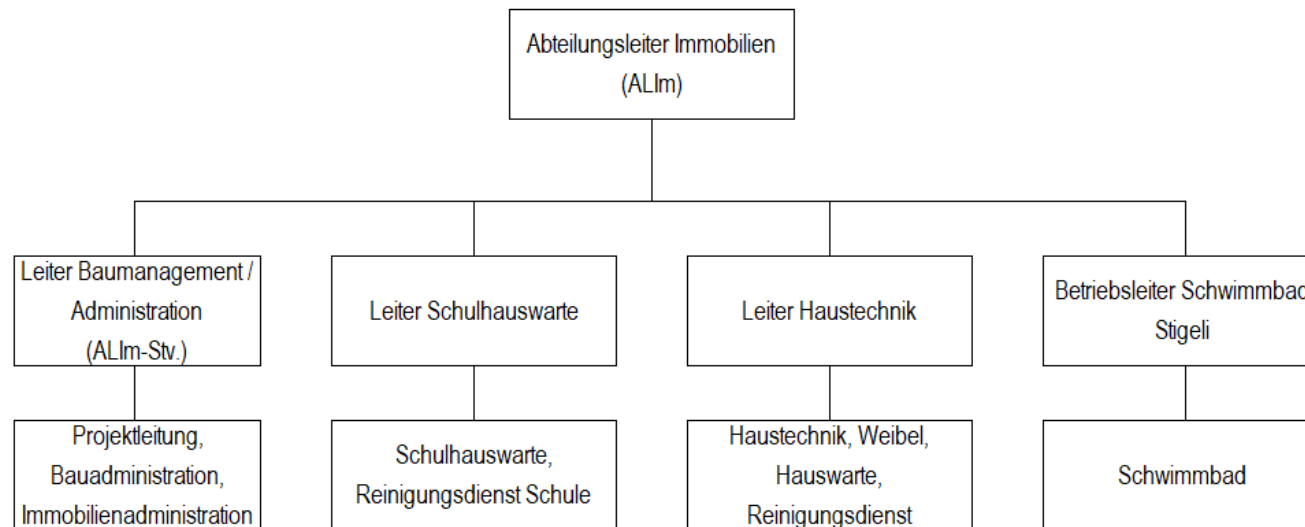 Abteilungsleiter Immobilien
(ALIm)
Leiter Baumanagement /
Administration
(ALIm-Stv.)
Leiter Schulhauswarte
Leiter Haustechnik
Betriebsleiter Schwimmbad
Stigeli
Projektleitung,
Bauadministration,
Immobilienadministration
Schulhauswarte,
Reinigungsdienst Schule
Haustechnik, Weibel,
Hauswarte,
Reinigungsdienst
Schwimmbad